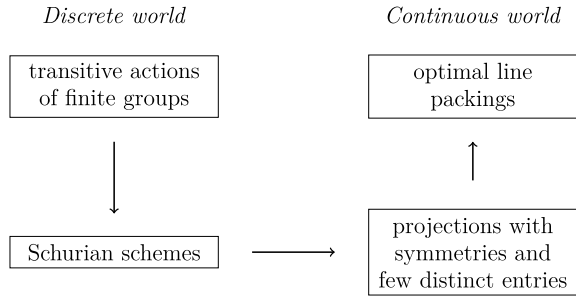 Discrete world
Continuous world
transitive actions
of finite groups
optimal line
packings
Schurian schemes
projections with
symmetries and
few distinct entries